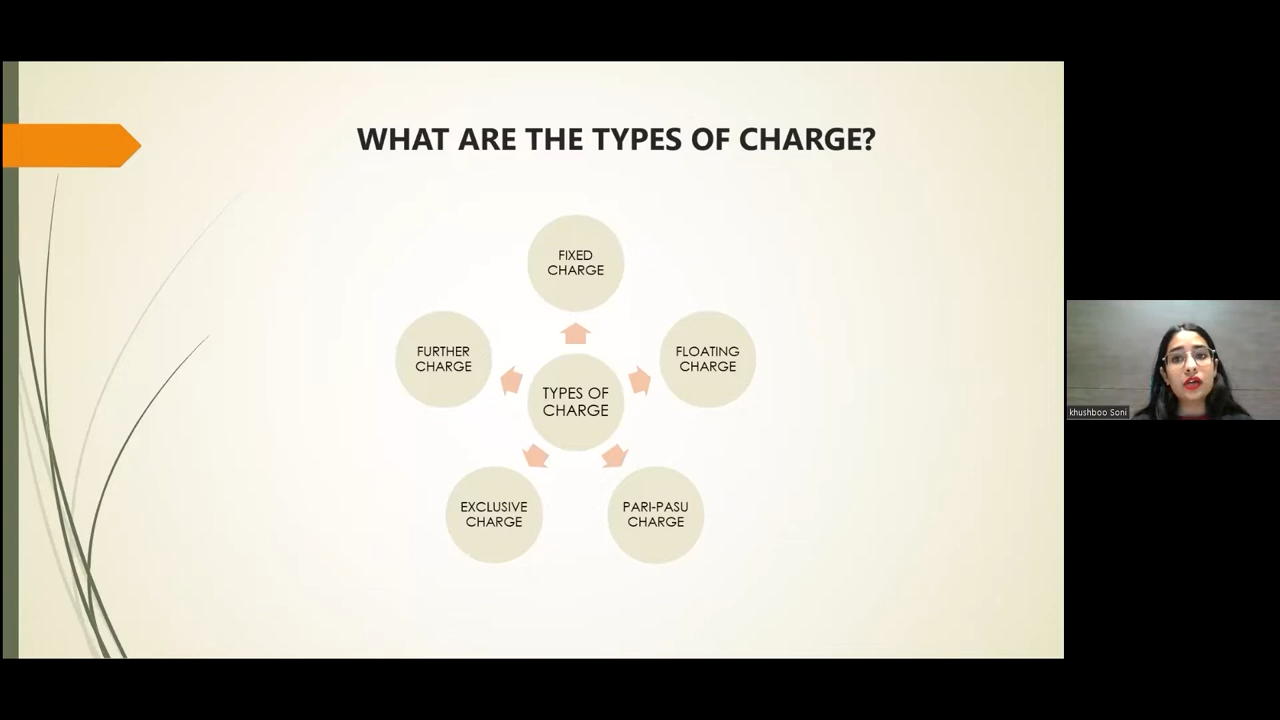 WHAT ARE THE TYPES OF CHARGE?
FIXED
CHARGE
FURTHER
CHARGE
FLOATING
CHARGE
TYPES OF
CHARGE
EXCLUSIVE
CHARGE
PARI-PASU
CHARGE
khushboo Soni